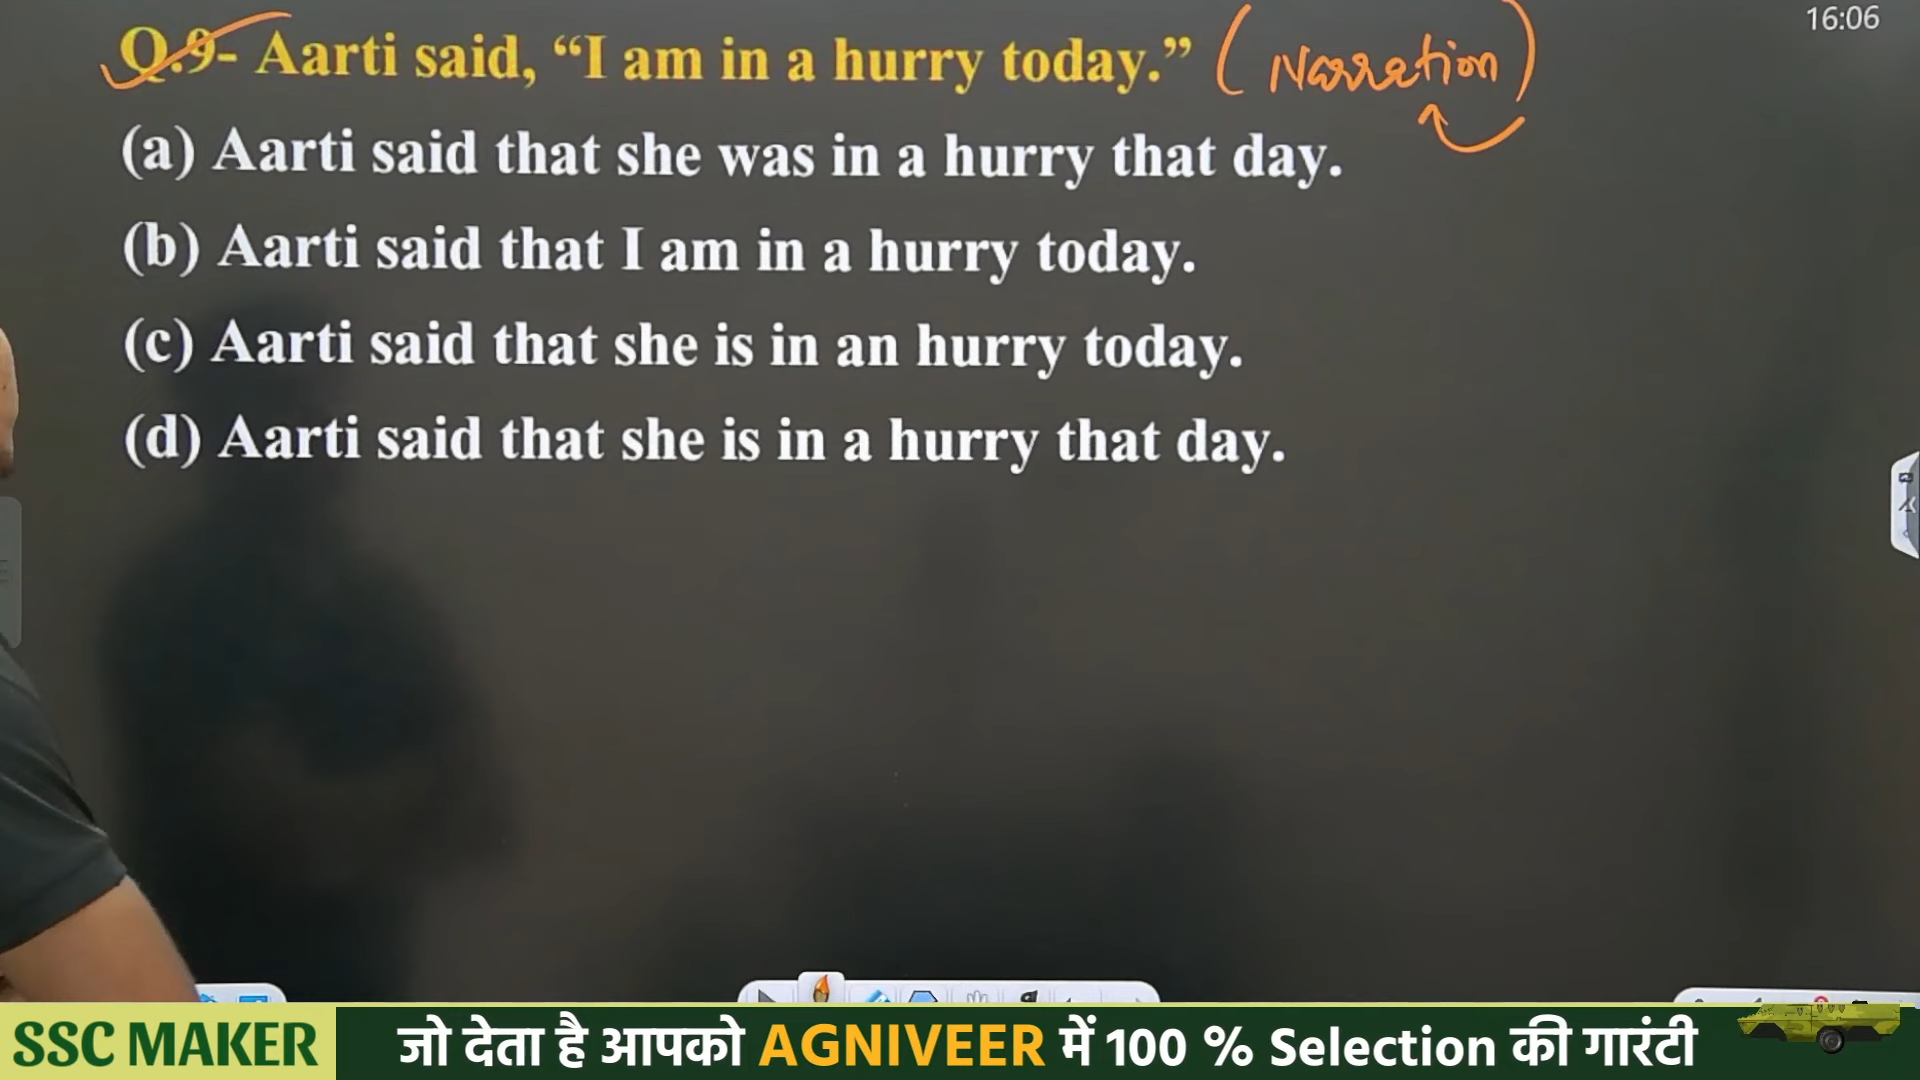 16:06
Q.9- Aarti said, “I am in a hurry today.” (Narration)
(a) Aarti said that she was in a hurry that day.
(b) Aarti said that I am in a hurry today.
(c) Aarti said that she is in an hurry today.
(d) Aarti said that she is in a hurry that day.
SSC MAKER जो देता है आपको AGNIVEER में 100 % Selection की गारंटी